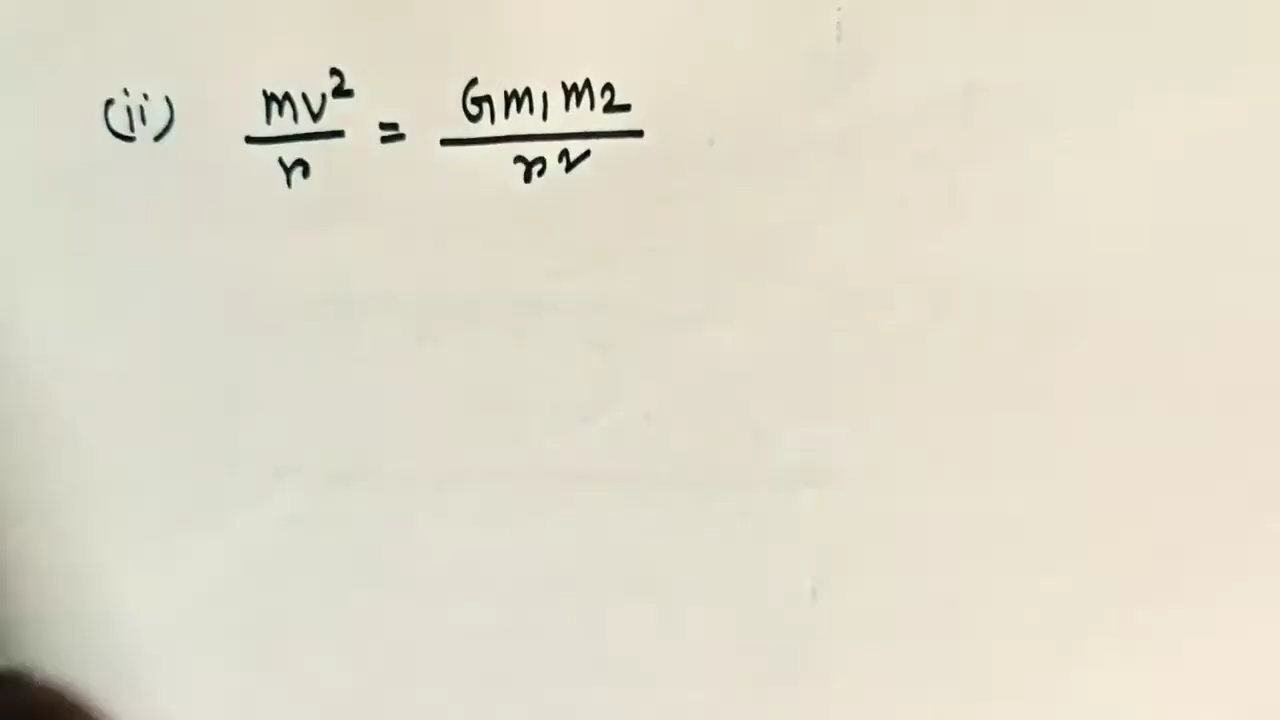 (ii) mv²/r = Gm₁m₂/r²